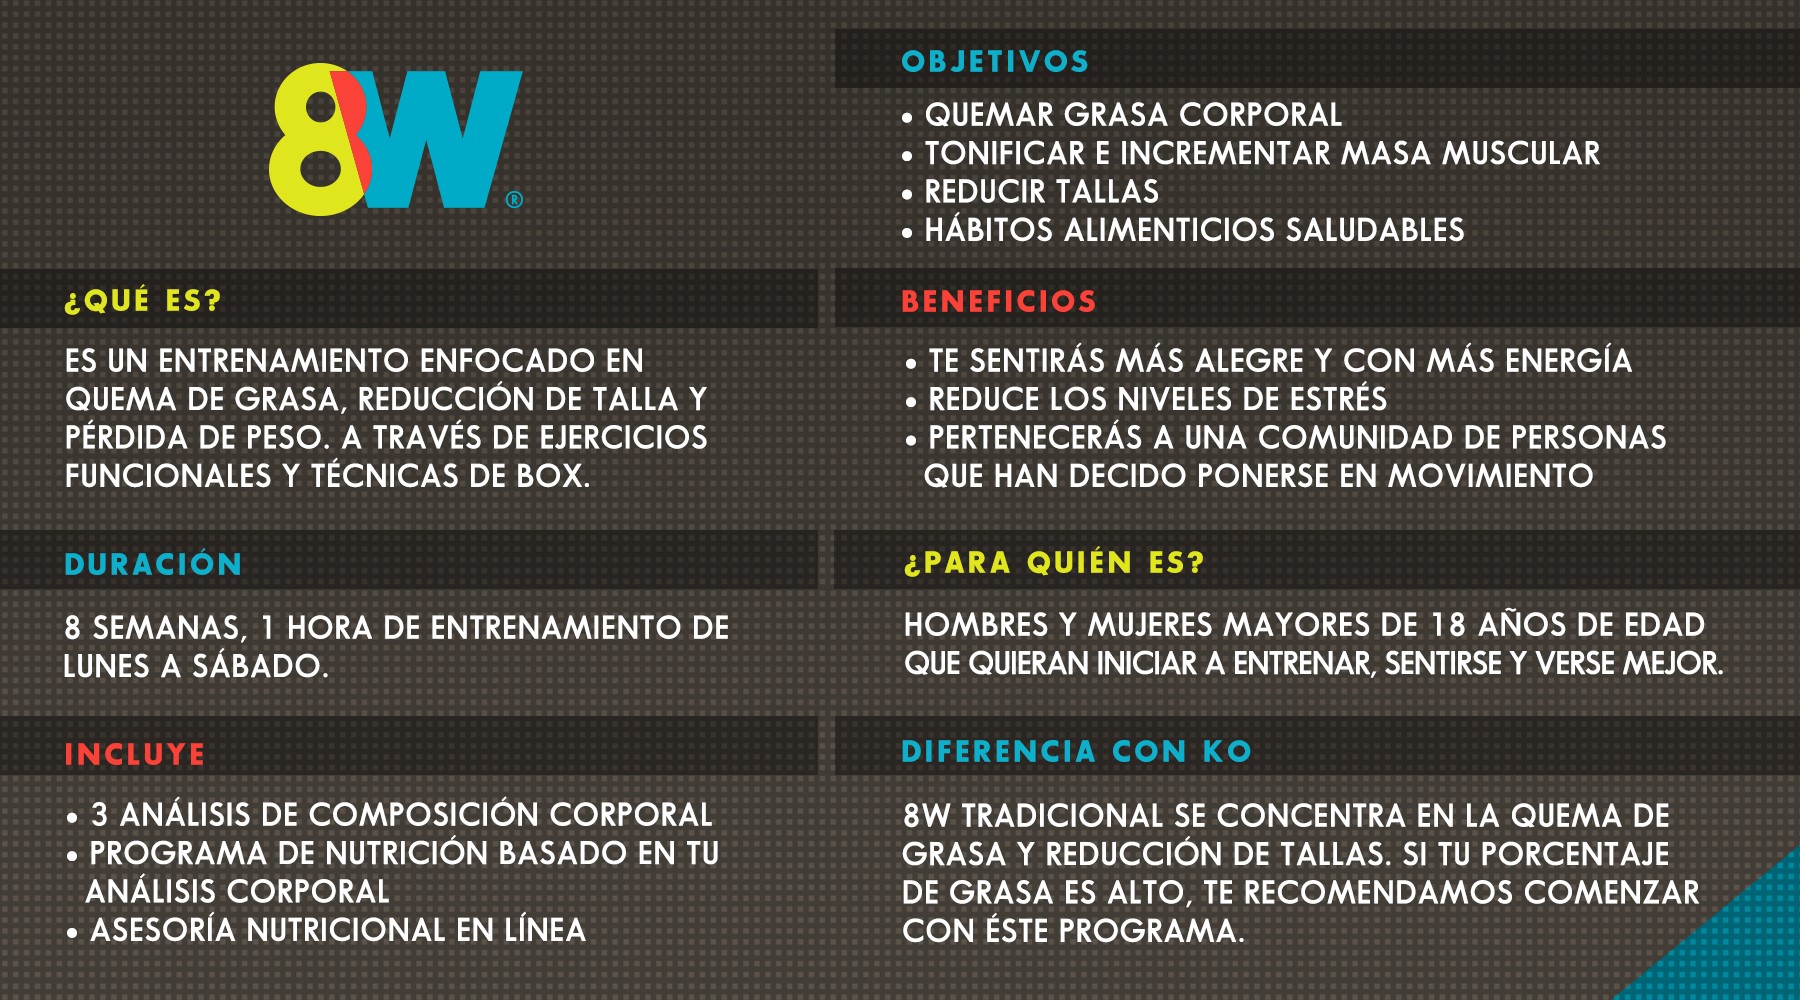 8W®
¿QUÉ ES?
ES UN ENTRENAMIENTO ENFOCADO EN
QUEMA DE GRASA, REDUCCIÓN DE TALLA Y
PÉRDIDA DE PESO. A TRAVÉS DE EJERCICIOS
FUNCIONALES Y TÉCNICAS DE BOX.
DURACIÓN
8 SEMANAS, 1 HORA DE ENTRENAMIENTO DE
LUNES A SÁBADO.
INCLUYE
• 3 ANÁLISIS DE COMPOSICIÓN CORPORAL
• PROGRAMA DE NUTRICIÓN BASADO EN TU
ANÁLISIS CORPORAL
• ASESORÍA NUTRICIONAL EN LÍNEA
OBJETIVOS
• QUEMAR GRASA CORPORAL
• TONIFICAR E INCREMENTAR MASA MUSCULAR
• REDUCIR TALLAS
• HÁBITOS ALIMENTICIOS SALUDABLES
BENEFICIOS
• TE SENTIRÁS MÁS ALEGRE Y CON MÁS ENERGÍA
• REDUCE LOS NIVELES DE ESTRÉS
• PERTENECERÁS A UNA COMUNIDAD DE PERSONAS
QUE HAN DECIDO PONERSE EN MOVIMIENTO
¿PARA QUIÉN ES?
HOMBRES Y MUJERES MAYORES DE 18 AÑOS DE EDAD
QUE QUIERAN INICIAR A ENTRENAR, SENTIRSE Y VERSE MEJOR.
DIFERENCIA CON KO
8W TRADICIONAL SE CONCENTRA EN LA QUEMA DE
GRASA Y REDUCCIÓN DE TALLAS. SI TU PORCENTAJE
DE GRASA ES ALTO, TE RECOMENDAMOS COMENZAR
CON ÉSTE PROGRAMA.